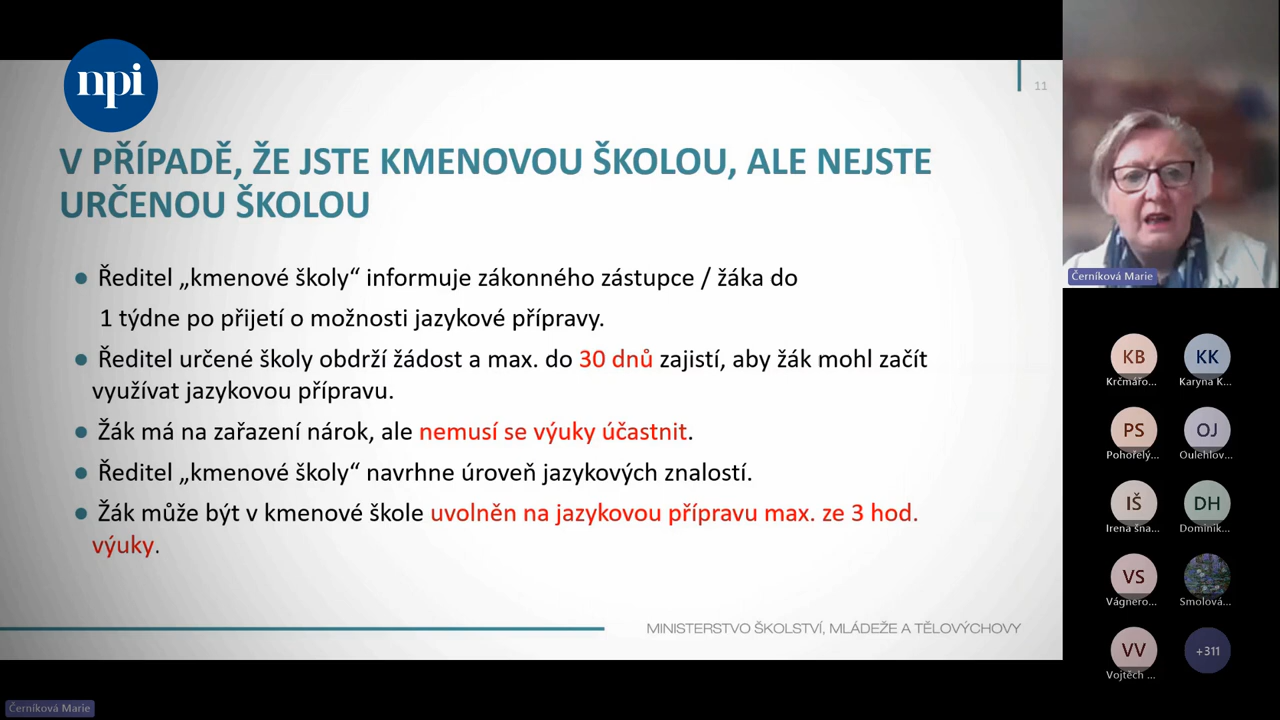 npi
11
V PŘÍPADĚ, ŽE JSTE KMENOVOU ŠKOLOU, ALE NEJSTE
URČENOU ŠKOLOU
Ředitel „kmenové školy“ informuje zákonného zástupce / žáka do
1 týdne po přijetí o možnosti jazykové přípravy.
Ředitel určené školy obdrží žádost a max. do 30 dnů zajistí, aby žák mohl začít
využívat jazykovou přípravu.
Žák má na zařazení nárok, ale nemusí se výuky účastnit.
Ředitel „kmenové školy“ navrhne úroveň jazykových znalostí.
Žák může být v kmenové škole uvolněn na jazykovou přípravu max. ze 3 hod.
výuky.
MINISTERSTVO ŠKOLSTVÍ, MLÁDEŽE A TĚLOVÝCHOVY
Černíková Marie
Černíková Marie
KB
KK
Krčmářo...
Karyna K...
PS
OJ
Pohořelý...
Oulehlov...
IŠ
DH
Irena šna...
Dominik...
VS
Vágnero...
Smolová...
VV
+311
Vojtěch ...